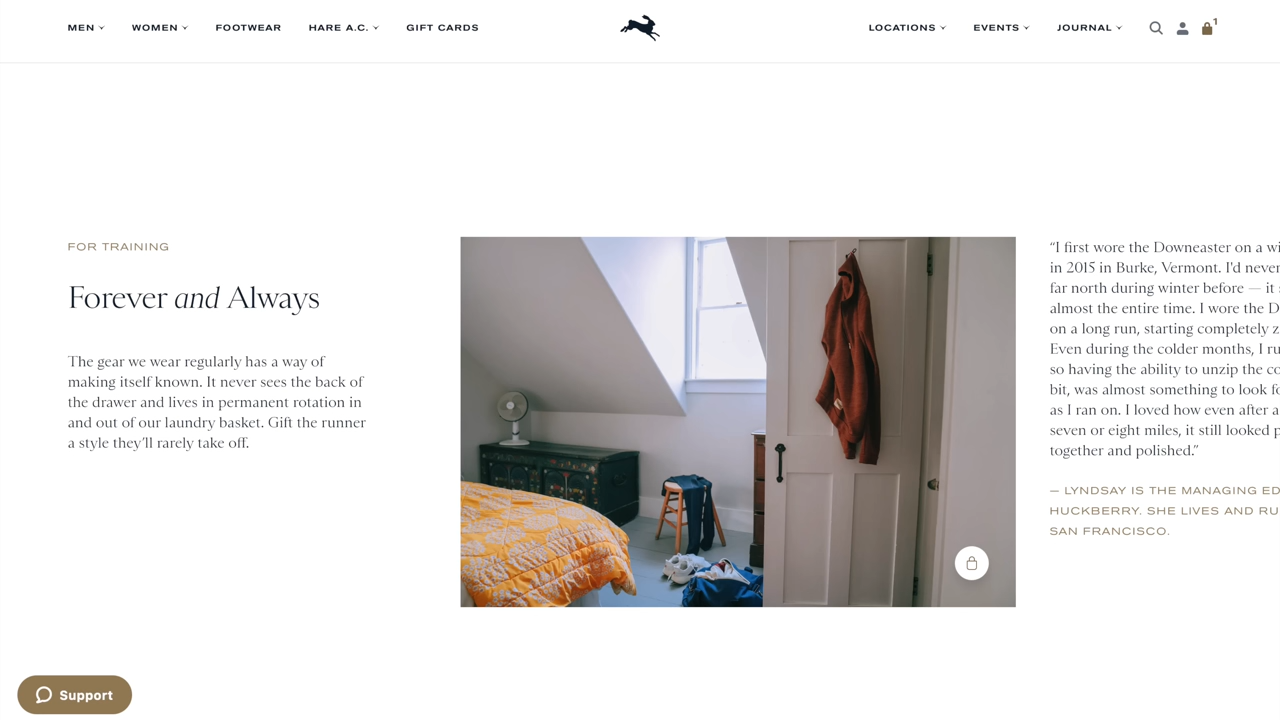 MEN
WOMEN
FOOTWEAR
HARE A.C.
GIFT CARDS
LOCATIONS
EVENTS
JOURNAL
1
FOR TRAINING
Forever and Always
The gear we wear regularly has a way of
making itself known. It never sees the back of
the drawer and lives in permanent rotation in
and out of our laundry basket. Gift the runner
a style they’ll rarely take off.
“I first wore the Downeaster on a
in 2015 in Burke, Vermont. I'd never
far north during winter before — it
almost the entire time. I wore the
on a long run, starting completely
Even during the colder months, I
so having the ability to unzip the
bit, was almost something to look
as I ran on. I loved how even after a
seven or eight miles, it still looked
together and polished.”
— LYNDSAY IS THE MANAGING
HUCKBERRY. SHE LIVES AND
SAN FRANCISCO.
Support